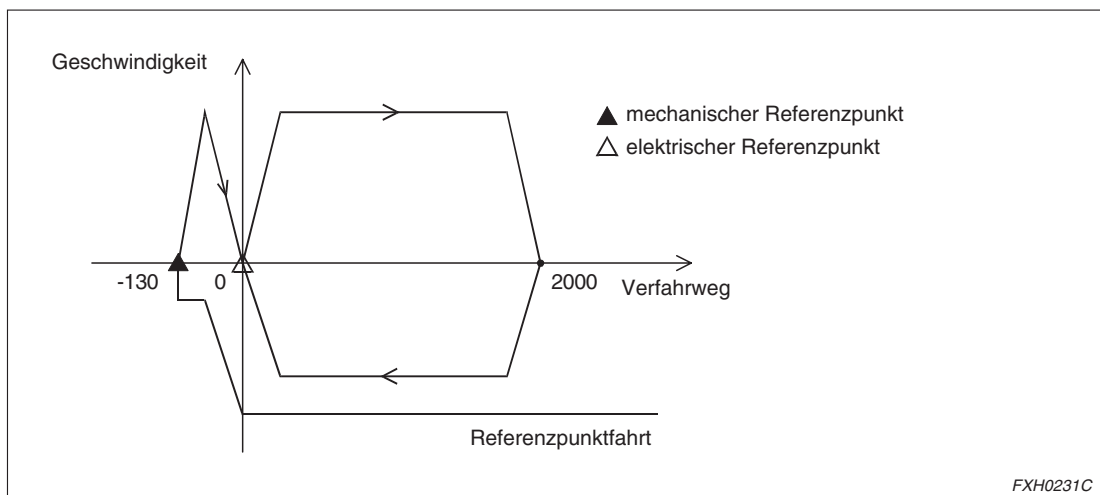 Geschwindigkeit
mechanischer Referenzpunkt
elektrischer Referenzpunkt
-130
0
2000
Verfahrweg
Referenzpunktfahrt
FXH0231C